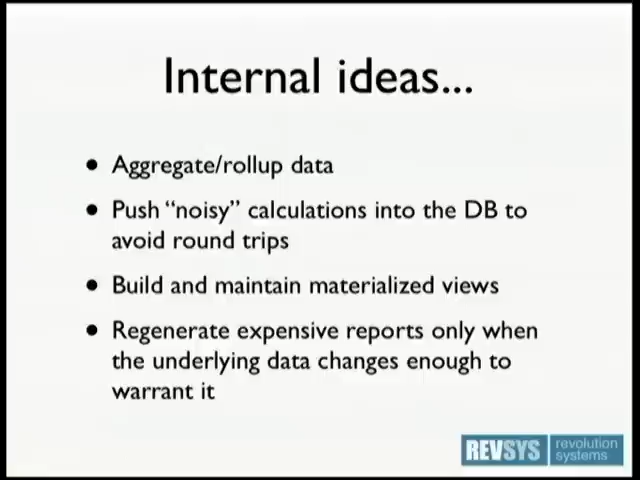 Internal ideas...
• Aggregate/rollup data
• Push “noisy” calculations into the DB to
avoid round trips
• Build and maintain materialized views
• Regenerate expensive reports only when
the underlying data changes enough to
warrant it
REVSYS revolution
systems